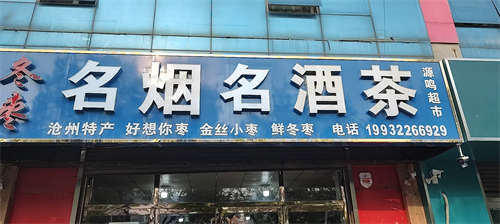 冬枣
名烟名酒茶
源鸣超市
沧州特产 好想你枣 金丝小枣 鲜冬枣 电话 19932266929